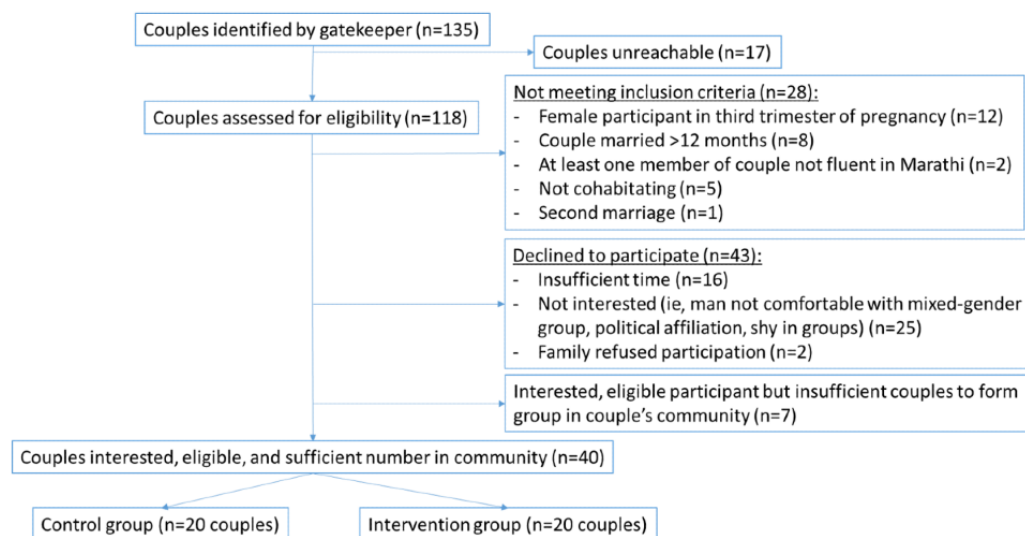 Couples identified by gatekeeper (n=135)
Couples unreachable (n=17)
Couples assessed for eligibility (n=118)
Not meeting inclusion criteria (n=28):
- Female participant in third trimester of pregnancy (n=12)
- Couple married >12 months (n=8)
- At least one member of couple not fluent in Marathi (n=2)
- Not cohabitating (n=5)
- Second marriage (n=1)
Declined to participate (n=43):
- Insufficient time (n=16)
- Not interested (ie, man not comfortable with mixed-gender
group, political affiliation, shy in groups) (n=25)
- Family refused participation (n=2)
Interested, eligible participant but insufficient couples to form
group in couple's community (n=7)
Couples interested, eligible, and sufficient number in community (n=40)
Control group (n=20 couples)
Intervention group (n=20 couples)